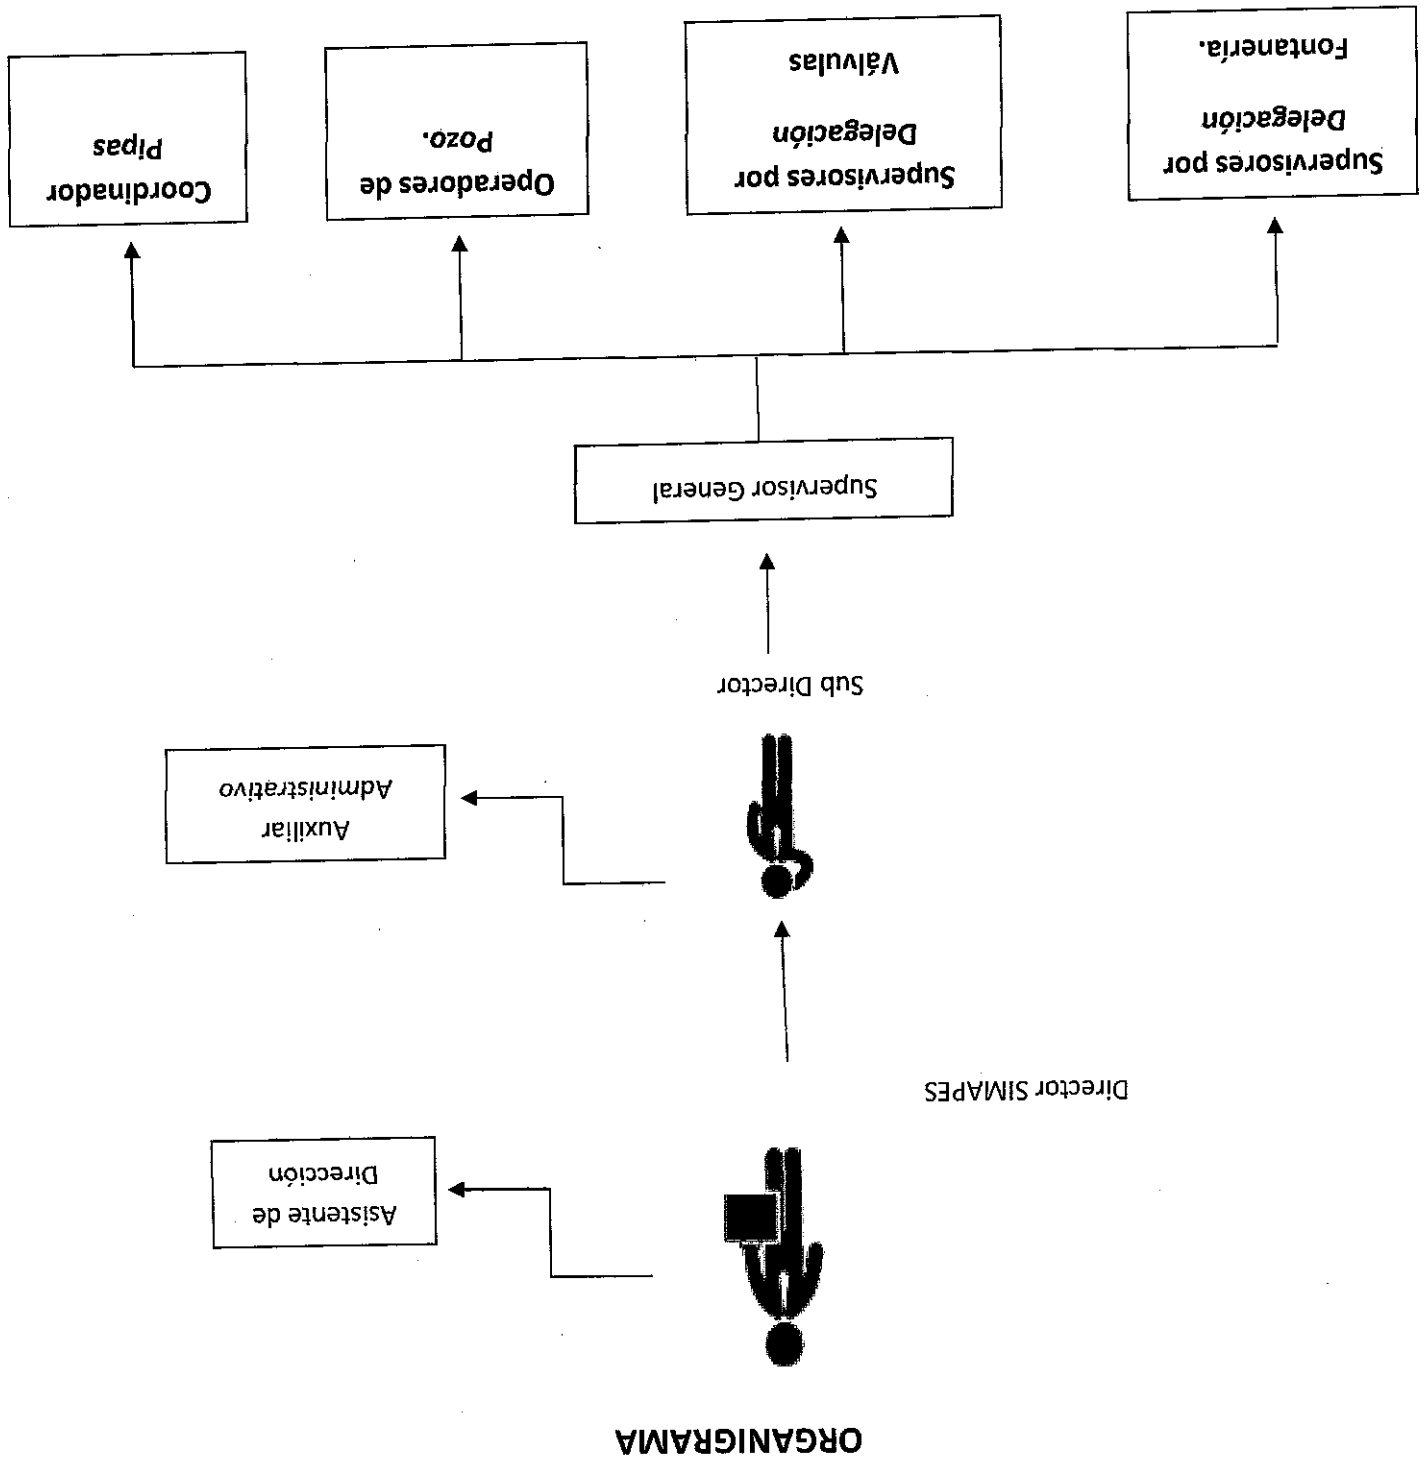 ORGANIGRAMA
Asistente de
Dirección
Director SIMAPES
Auxiliar
Administrativo
Sub Director
Supervisor General
Supervisores por
Delegación
Fontanería.
Supervisores por
Delegación
Válvulas
Operadores de
Pozo.
Coordinador
Pipas